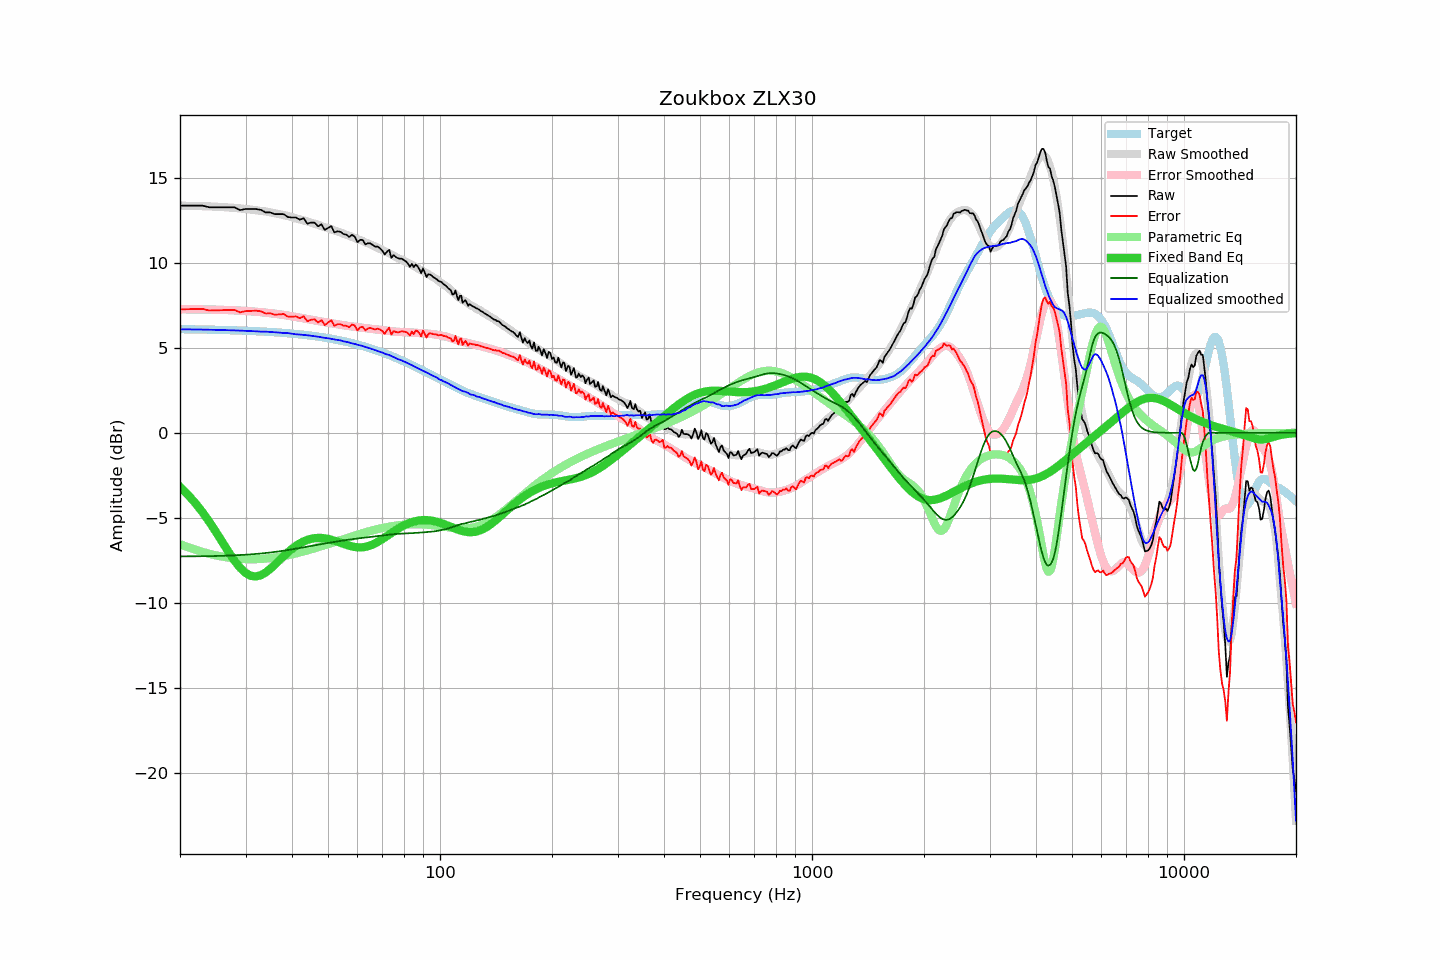 Zoukbox ZLX30
Target
Raw Smoothed
Error Smoothed
Raw
Error
Parametric Eq
Fixed Band Eq
Equalization
Equalized smoothed
15
10
5
0
−5
−10
−15
−20
Amplitude (dBr)
100
1000
10000
Frequency (Hz)